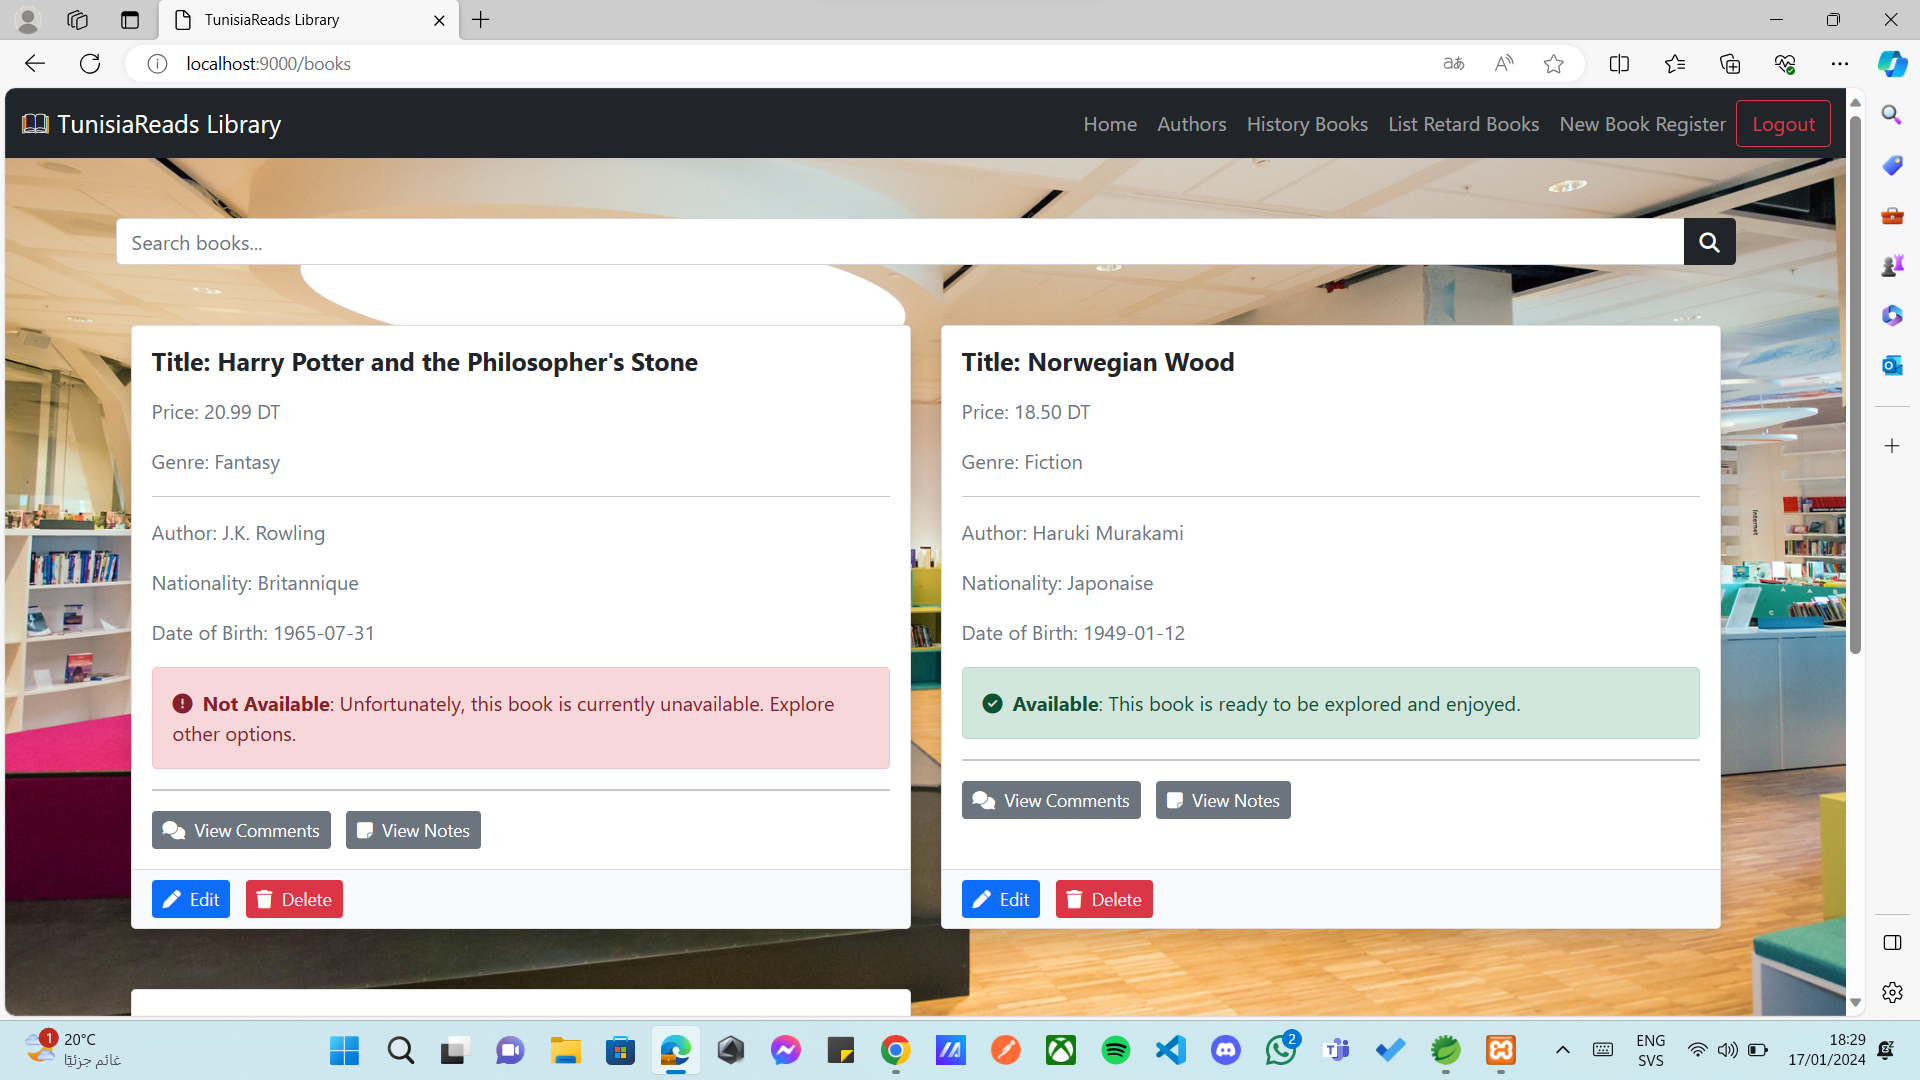 TunisiaReads Library
localhost:9000/books
TunisiaReads Library
Home Authors History Books List Retard Books New Book Register Logout
Search books...
Title: Harry Potter and the Philosopher's Stone
Price: 20.99 DT
Genre: Fantasy
Author: J.K. Rowling
Nationality: Britannique
Date of Birth: 1965-07-31
Not Available: Unfortunately, this book is currently unavailable. Explore
other options.
View Comments View Notes
Edit Delete
Title: Norwegian Wood
Price: 18.50 DT
Genre: Fiction
Author: Haruki Murakami
Nationality: Japonaise
Date of Birth: 1949-01-12
Available: This book is ready to be explored and enjoyed.
View Comments View Notes
Edit Delete
Internet
1
20°C
غائم جزئيًا
2
ENG
SVS
18:29
17/01/2024